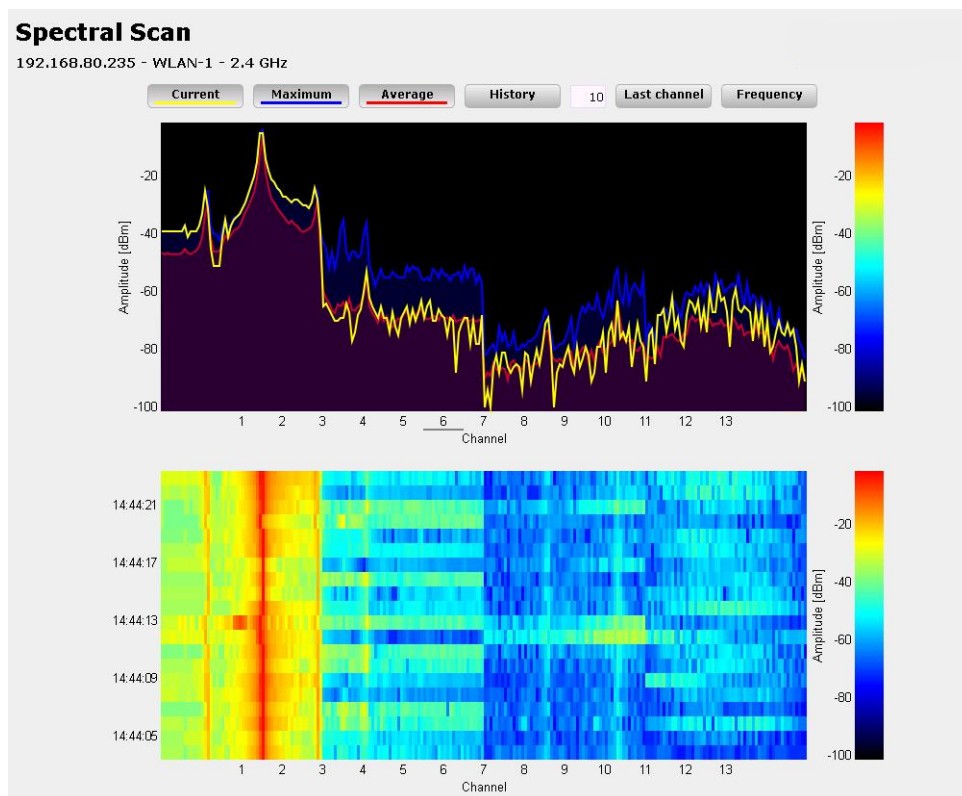 Spectral Scan
192.168.80.235 - WLAN-1 - 2.4 GHz
Current Maximum Average History 10 Last channel Frequency
Amplitude [dBm]
-20
-40
-60
-80
-100
1 2 3 4 5 6 7 8 9 10 11 12 13
Channel
Amplitude [dBm]
-20
-40
-60
-80
-100
14:44:21
14:44:17
14:44:13
14:44:09
14:44:05
1 2 3 4 5 6 7 8 9 10 11 12 13
Channel
Amplitude [dBm]
-20
-40
-60
-80
-100